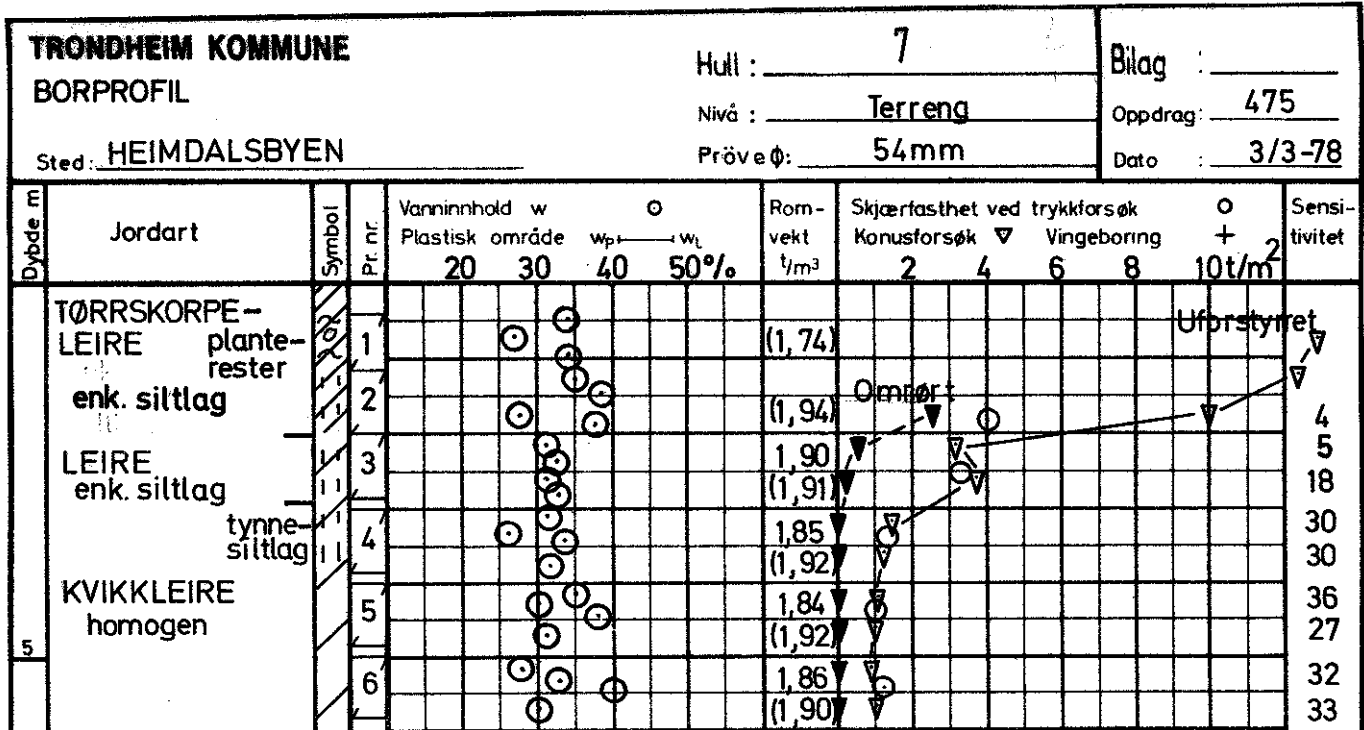 TRONDHEIM KOMMUNE
BORPROFIL
Sted: HEIMDALSBYEN
Hull : 7
Nivå : Terreng
Prøve ϕ: 54mm
Bilag :
Oppdrag: 475
Dato : 3/3-78
Dybde m
Jordart
Symbol
Pr. nr.
Vanninnhold w
Plastisk område wp wL
20 30 40 50%
Rom-
vekt
t/m³
Skjærfasthet ved trykkforsøk
Konusforsøk ▽ Vingeboring +
2 4 6 8 10 t/m²
Sensi-
tivitet
TØRRSKORPE-
LEIRE plante-
rester
enk. siltlag
LEIRE
enk. siltlag
tynne-
siltlag
KVIKKLEIRE
homogen
5
1
2
3
4
5
6
(1,74)
(1,94)
1,90
(1,91)
1,85
(1,92)
1,84
(1,92)
1,86
(1,90)
Uforstyrret
Omrørt
4
5
18
30
30
36
27
32
33